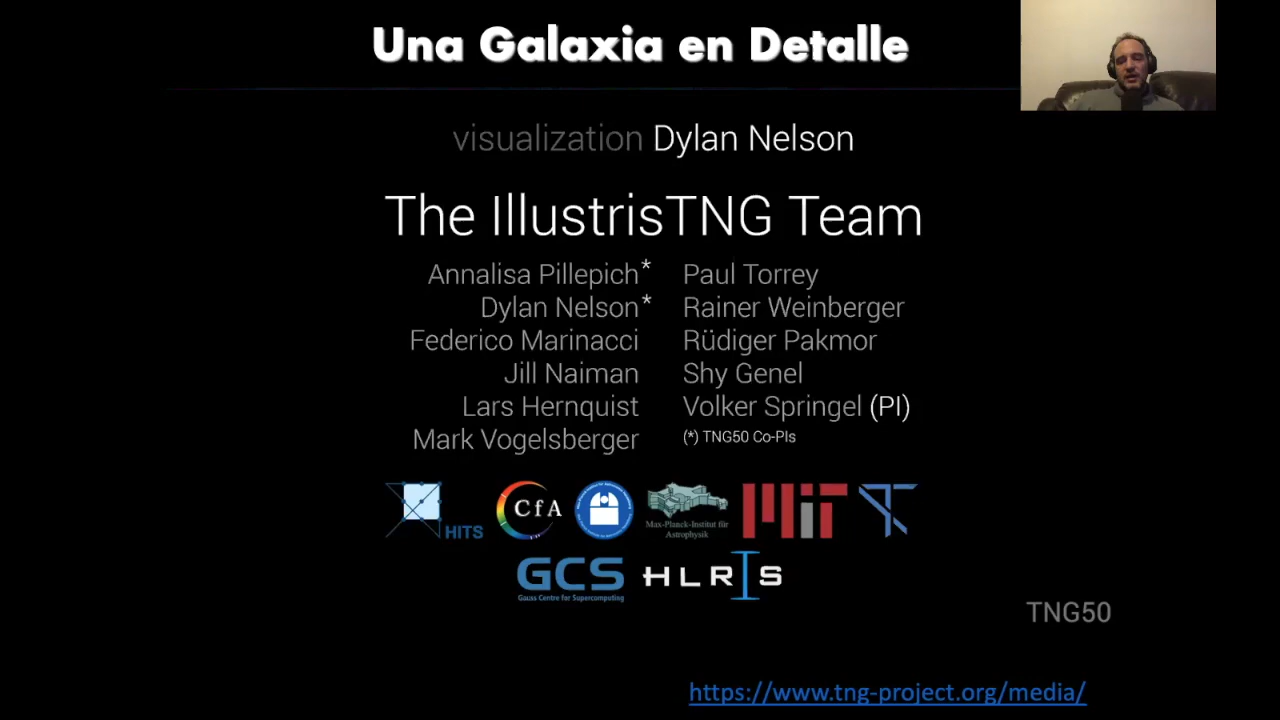 Una Galaxia en Detalle
visualization Dylan Nelson
The IllustrisTNG Team
Annalisa Pillepich* Paul Torrey
Dylan Nelson* Rainer Weinberger
Federico Marinacci Rüdiger Pakmor
Jill Naiman Shy Genel
Lars Hernquist Volker Springel (PI)
Mark Vogelsberger (*) TNG50 Co-PIs
HITS
CfA
Max-Planck-Institut für
Astrophysik
MIT
GCS
Gauss Centre for Supercomputing
HLRIS
TNG50
https://www.tng-project.org/media/